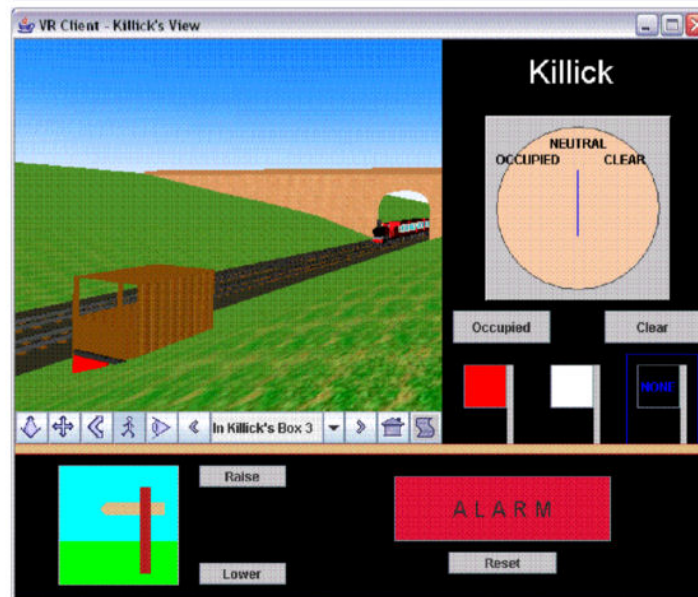 VR Client - Killick's View
Killick
NEUTRAL
OCCUPIED CLEAR
Occupied Clear
NONE
In Killick's Box 3
Raise
ALARM
Reset
Lower